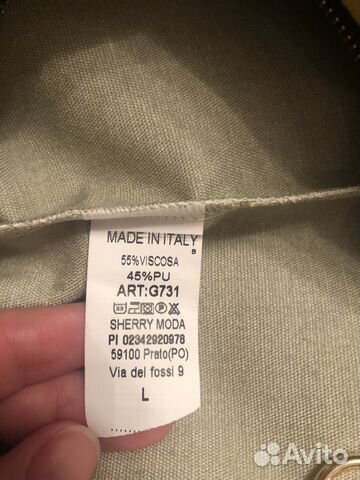 MADE IN ITALY
B
55%VISCOSA
45%PU
ART:G731
SHERRY MODA
PI 02342920978
59100 Prato(PO)
Via dei fossi 9
L
Avito